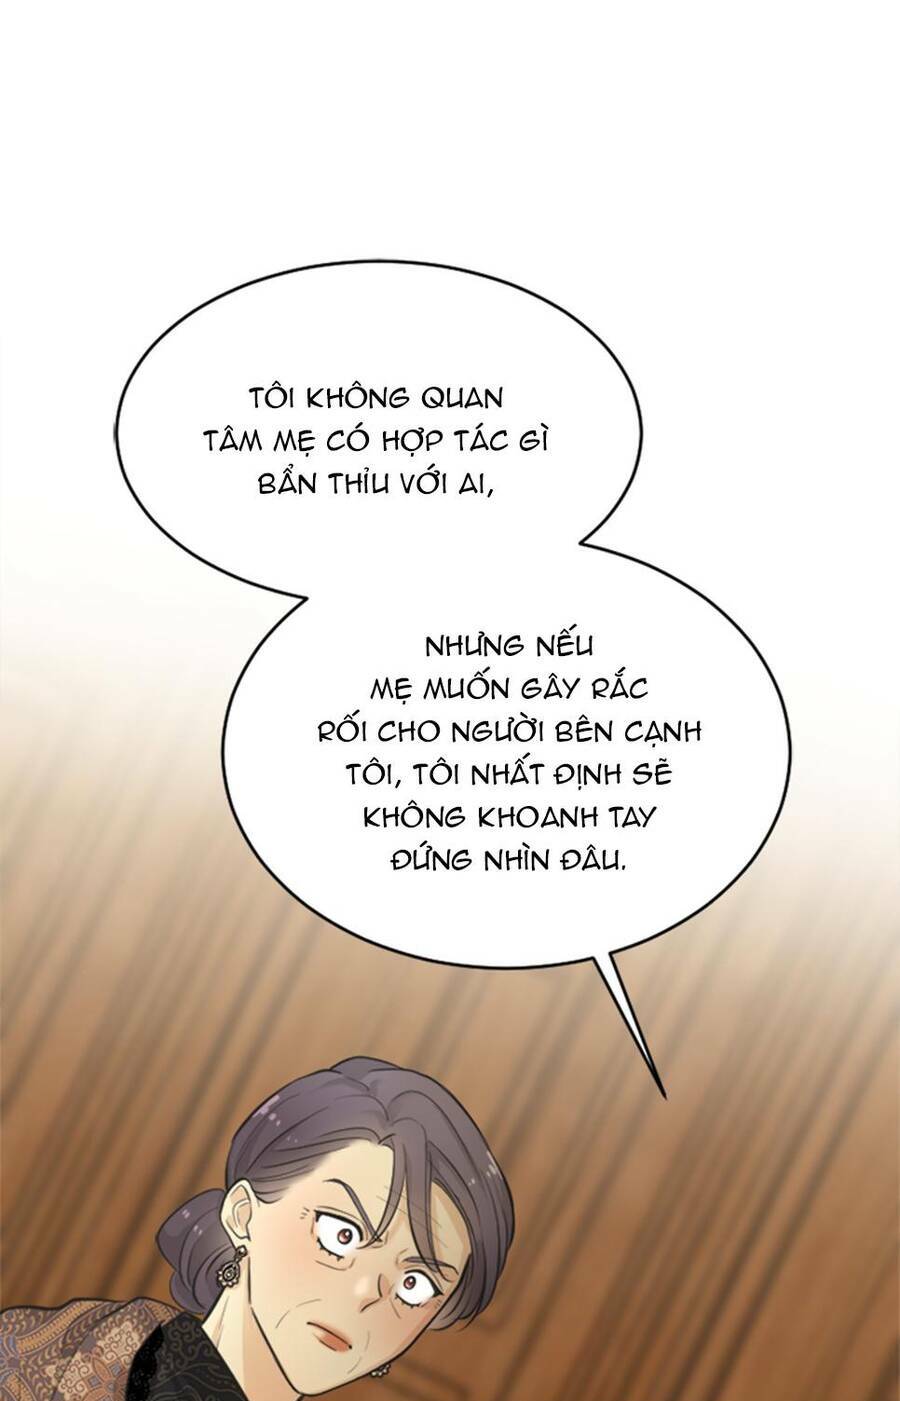 TÔI KHÔNG QUAN
TÂM MẸ CÓ HỢP TÁC GÌ
BẨN THỈU VỚI AI,
NHƯNG NẾU
MẸ MUỐN GÂY RẮC
RỐI CHO NGƯỜI BÊN CẠNH
TÔI, TÔI NHẤT ĐỊNH SẼ
KHÔNG KHOANH TAY
ĐỨNG NHÌN ĐÂU.